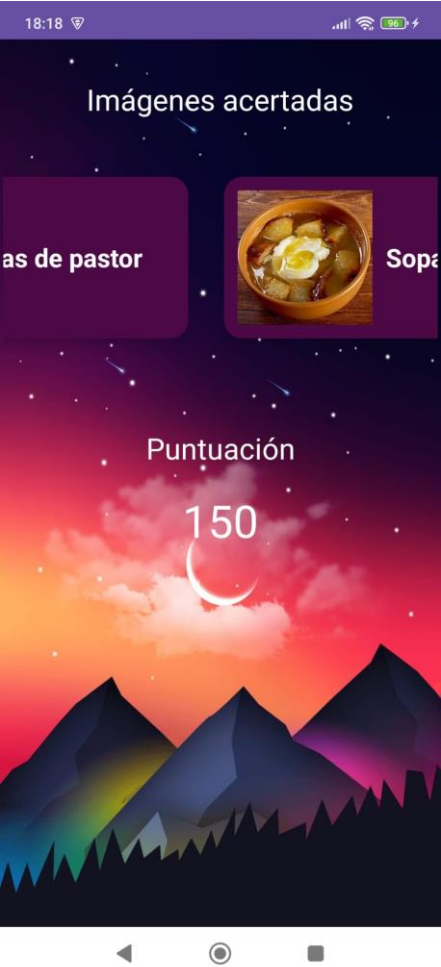 18:18
96
Imágenes acertadas
as de pastor
Sopa
Puntuación
150